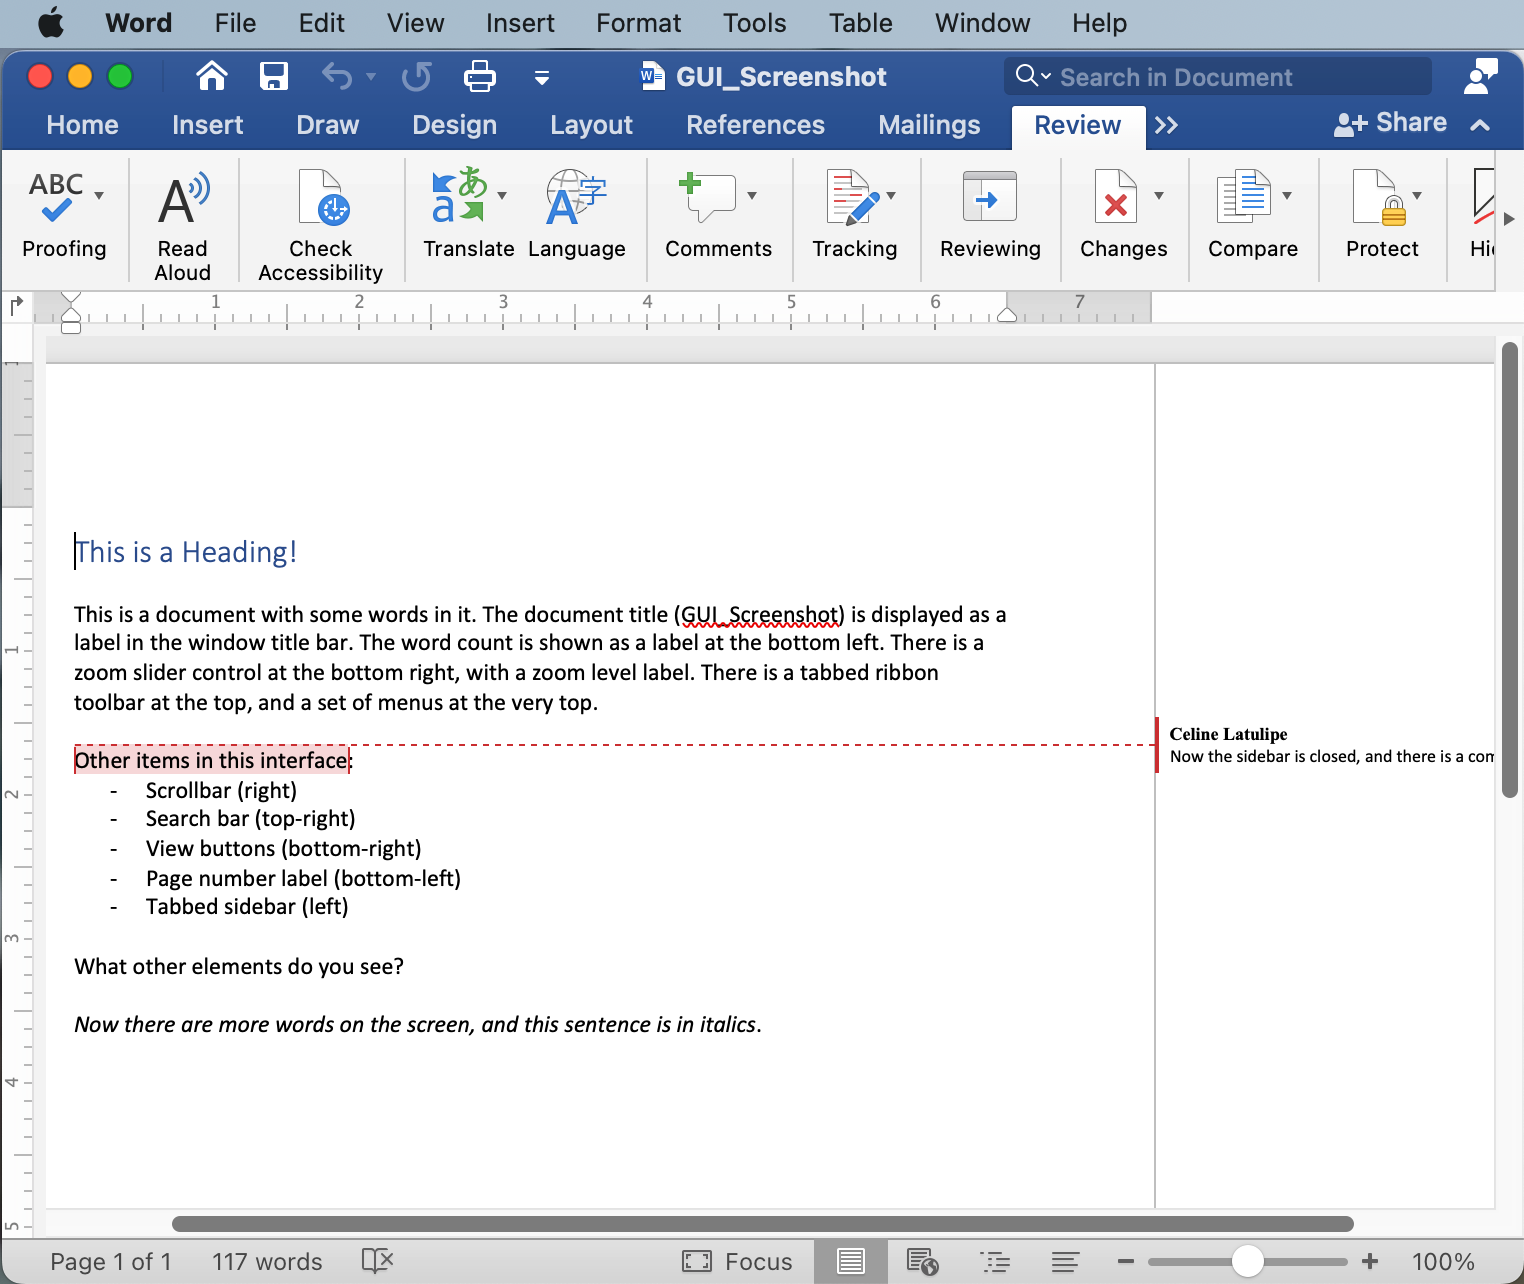 Word File Edit View Insert Format Tools Table Window Help
GUI_Screenshot
Search in Document
Home Insert Draw Design Layout References Mailings Review Share
ABC
Proofing
Read Aloud
Check Accessibility
Translate
Language
Comments
Tracking
Reviewing
Changes
Compare
Protect
1 2 3 4 5 6 7
This is a Heading!
This is a document with some words in it. The document title (GUI_Screenshot) is displayed as a
label in the window title bar. The word count is shown as a label at the bottom left. There is a
zoom slider control at the bottom right, with a zoom level label. There is a tabbed ribbon
toolbar at the top, and a set of menus at the very top.
Celine Latulipe
Now the sidebar is closed, and there is a com
Other items in this interface:
- Scrollbar (right)
- Search bar (top-right)
- View buttons (bottom-right)
- Page number label (bottom-left)
- Tabbed sidebar (left)
What other elements do you see?
Now there are more words on the screen, and this sentence is in italics.
1
2
3
4
5
Page 1 of 1 117 words Focus 100%